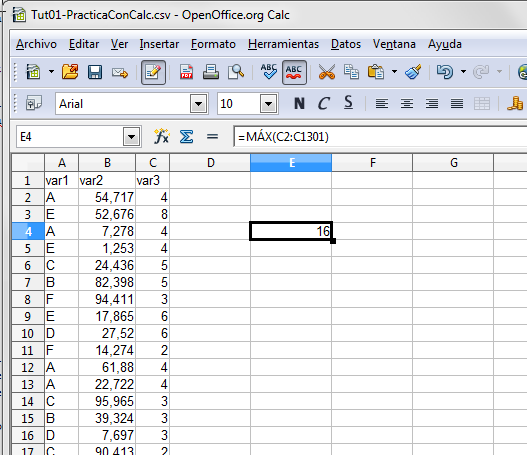 Tut01-PracticaConCalc.csv - OpenOffice.org Calc
Archivo Editar Ver Insertar Formato Herramientas Datos Ventana Ayuda
PDF ABC ABC
Arial 10 N C S
E4 =MÁX(C2:C1301)
A B C D E F G
1 var1 var2 var3
2 A 54,717 4
3 E 52,676 8
4 A 7,278 4 16
5 E 1,253 4
6 C 24,436 5
7 B 82,398 5
8 F 94,411 3
9 E 17,865 6
10 D 27,52 6
11 F 14,274 2
12 A 61,88 4
13 A 22,722 4
14 C 95,965 3
15 B 39,324 3
16 D 7,697 3
17 C 90,413 2